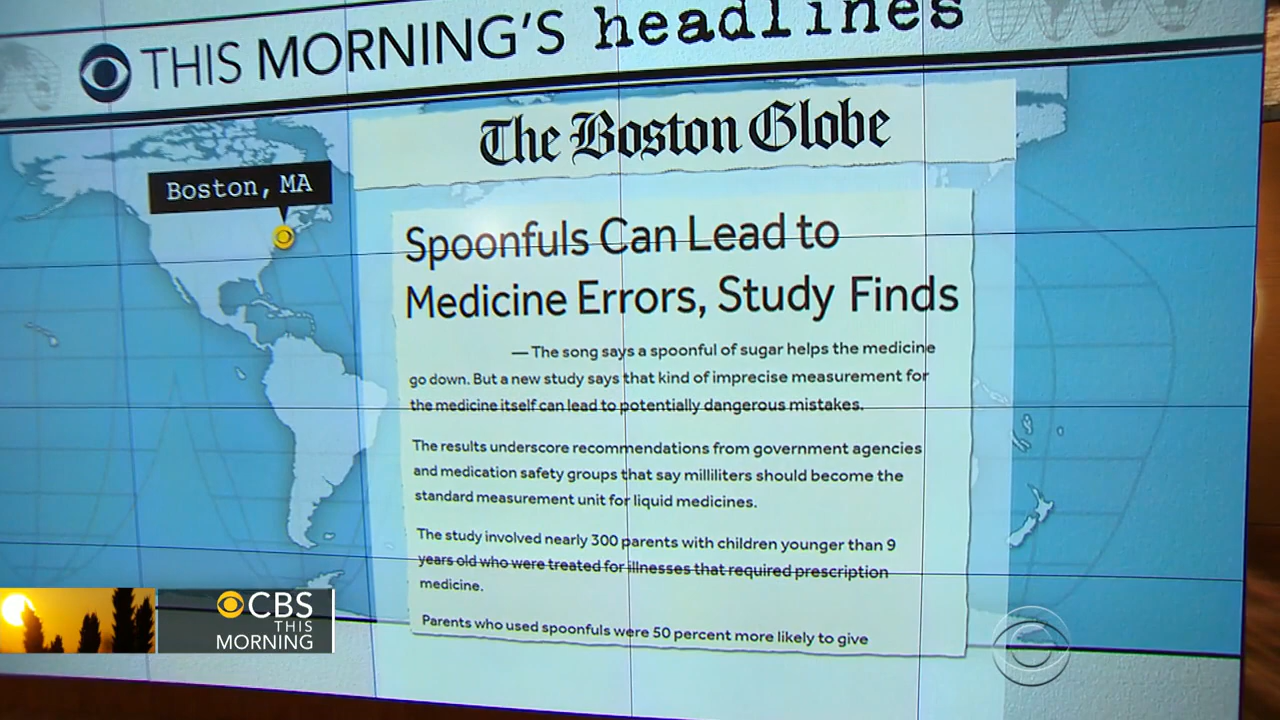 THIS MORNING'S headlines
The Boston Globe
Boston, MA
Spoonfuls Can Lead to
Medicine Errors, Study Finds
— The song says a spoonful of sugar helps the medicine
go down. But a new study says that kind of imprecise measurement for
the medicine itself can lead to potentially dangerous mistakes.
The results underscore recommendations from government agencies
and medication safety groups that say milliliters should become the
standard measurement unit for liquid medicines.
The study involved nearly 300 parents with children younger than 9
years old who were treated for illnesses that required prescription
medicine.
Parents who used spoonfuls were 50 percent more likely to give
CBS
THIS
MORNING